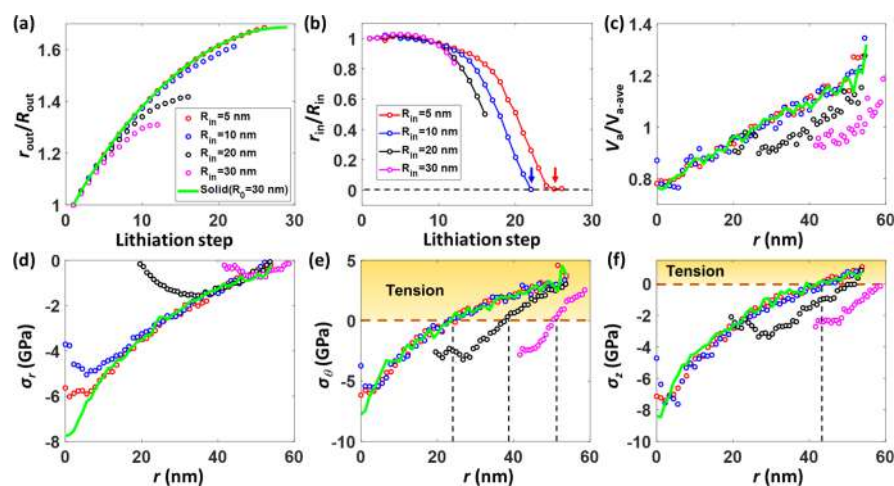 (a)
r_out/R_out
1.6
1.4
1.2
1
R_in=5 nm
R_in=10 nm
R_in=20 nm
R_in=30 nm
Solid(R_0=30 nm)
0 10 20 30
Lithiation step
(b)
r_in/R_in
1
0.8
0.6
0.4
0.2
0
R_in=5 nm
R_in=10 nm
R_in=20 nm
R_in=30 nm
0 10 20 30
Lithiation step
(c)
V_a/V_a-ave
1.4
1.2
1
0.8
0 20 40 60
r (nm)
(d)
σ_r (GPa)
0
-2
-4
-6
-8
0 20 40 60
r (nm)
(e)
σ_θ (GPa)
5
0
-5
-10
Tension
0 20 40 60
r (nm)
(f)
σ_z (GPa)
5
0
-5
-10
Tension
0 20 40 60
r (nm)